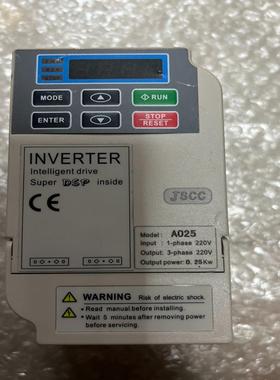 MODE
RUN
ENTER
STOP
RESET
INVERTER
Intelligent drive
Super DSP inside
CE
JSCC
Model: A025
Input: 1-phase 220V
Output: 3-phase 220V
Output power: 0.25Kw
WARNING Risk of electric shock.
• Read manual before installing.
• Wait 5 minutes after removing power
before servicing.